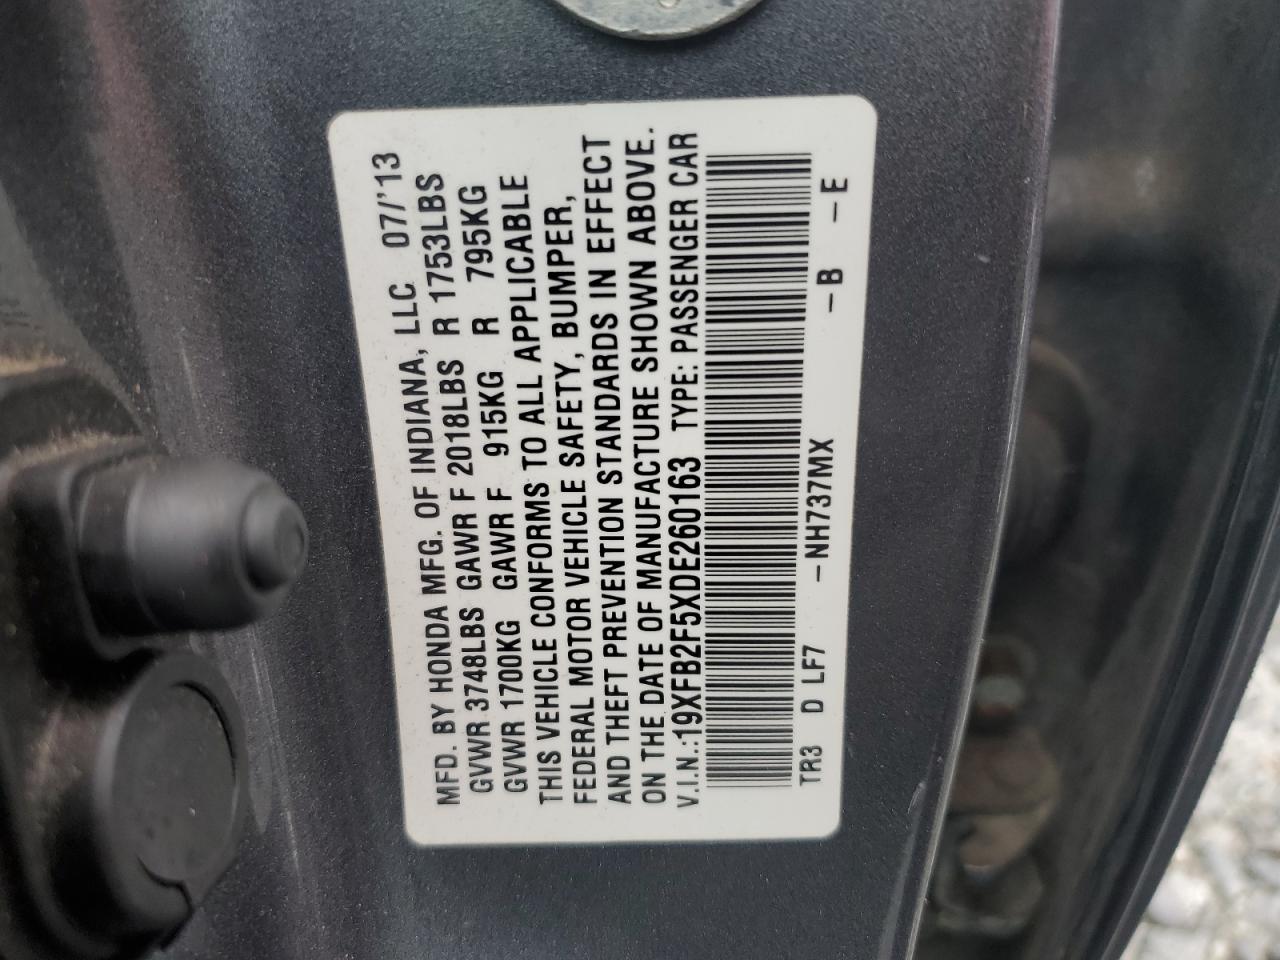 MFD. BY HONDA MFG. OF INDIANA, LLC 07/'13
GVWR 3748LBS GAWR F 2018LBS R 1753LBS
GVWR 1700KG GAWR F 915KG R 795KG
THIS VEHICLE CONFORMS TO ALL APPLICABLE
FEDERAL MOTOR VEHICLE SAFETY, BUMPER,
AND THEFT PREVENTION STANDARDS IN EFFECT
ON THE DATE OF MANUFACTURE SHOWN ABOVE.
V.I.N.:19XFB2F5XDE260163 TYPE: PASSENGER CAR
TR3 D LF7 -NH737MX -B -E